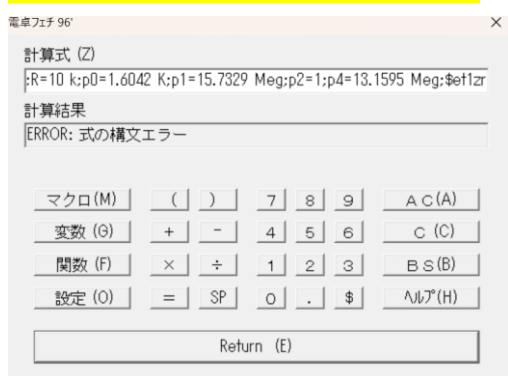 電卓フェチ 96'
×
計算式 (Z)
;R=10 k;p0=1.6042 K;p1=15.7329 Meg;p2=1;p4=13.1595 Meg;$et1zr
計算結果
ERROR: 式の構文エラー
マクロ(M) ( ) 7 8 9 AC(A)
変数 (G) + - 4 5 6 C (C)
関数 (F) × ÷ 1 2 3 BS(B)
設定 (O) = SP 0 . $ ヘルプ(H)
Return (E)